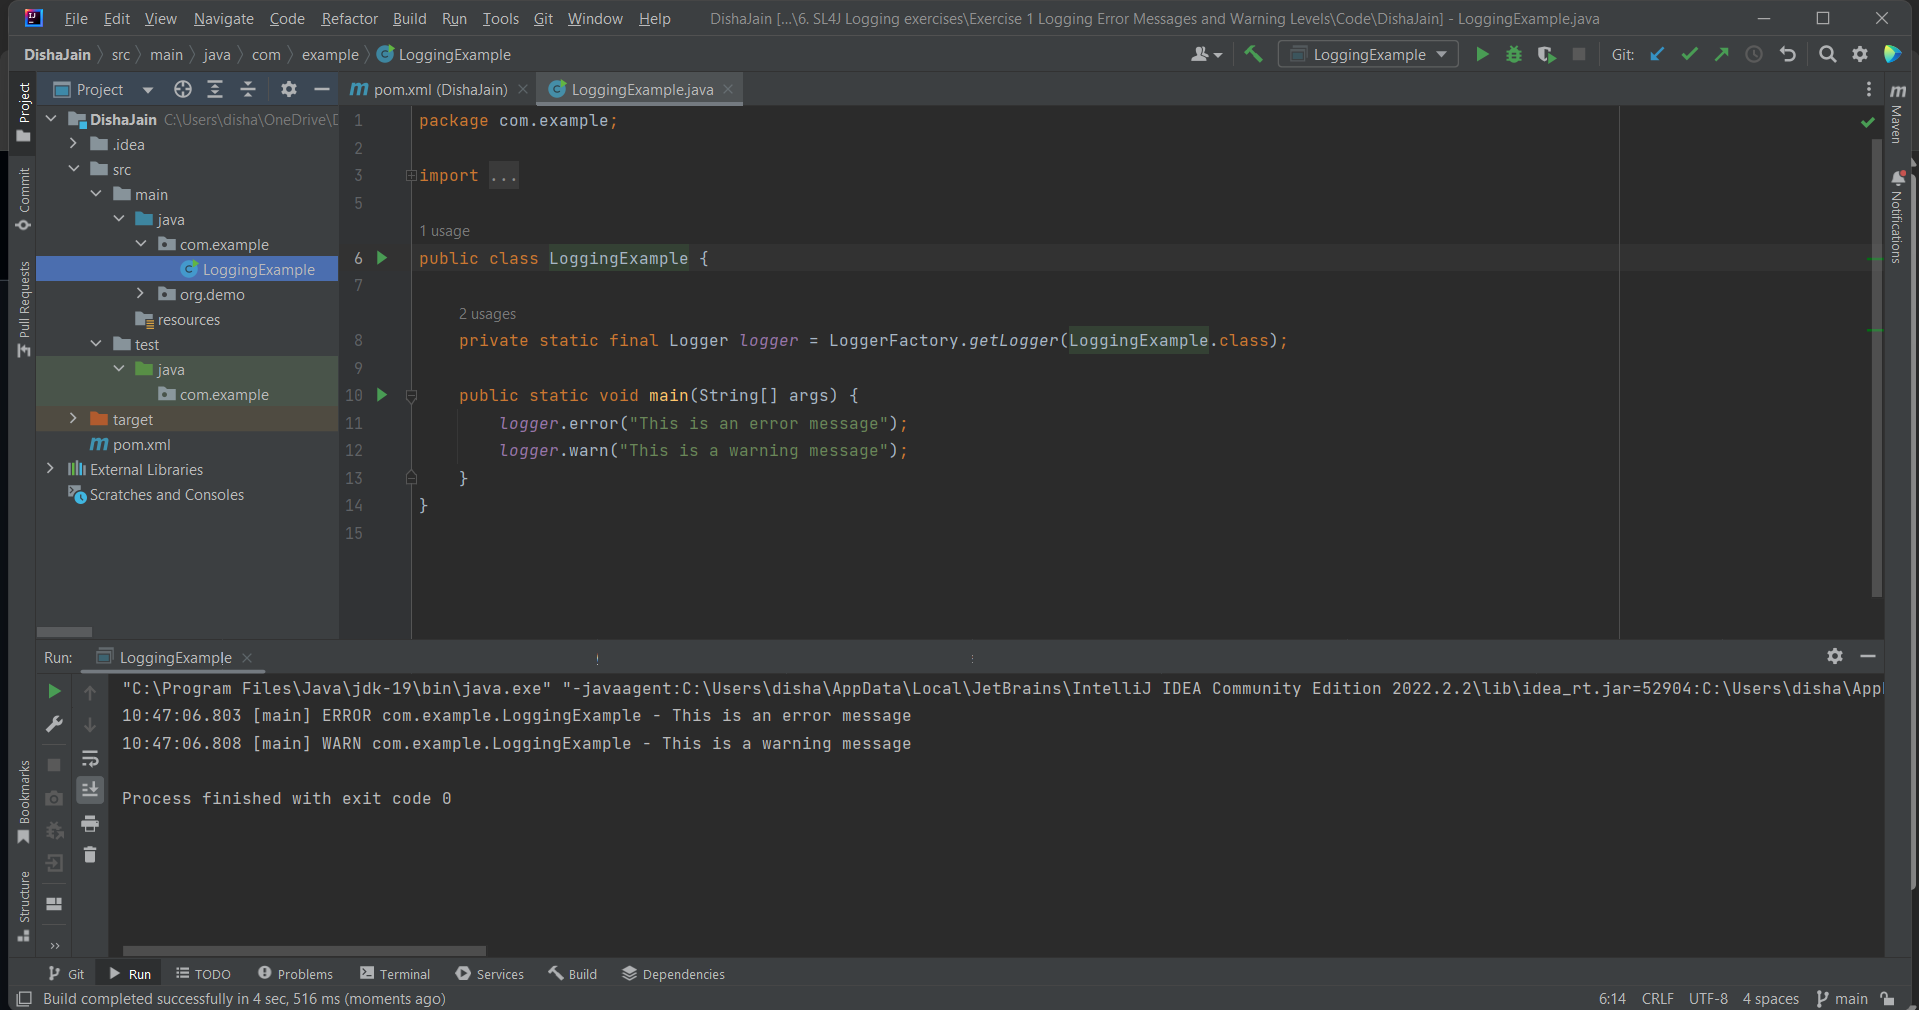 File Edit View Navigate Code Refactor Build Run Tools Git Window Help DishaJain [...\6. SL4J Logging exercises\Exercise 1 Logging Error Messages and Warning Levels\Code\DishaJain] - LoggingExample.java
DishaJain src main java com example LoggingExample LoggingExample Git:
Project pom.xml (DishaJain) LoggingExample.java
Project
Commit
Pull Requests
Bookmarks
Structure
Maven
Notifications
DishaJain C:\Users\disha\OneDrive\D
.idea
src
main
java
com.example
LoggingExample
org.demo
resources
test
java
com.example
target
pom.xml
External Libraries
Scratches and Consoles
1 package com.example;
2
3 import ...
5
1 usage
6 public class LoggingExample {
7
2 usages
8 private static final Logger logger = LoggerFactory.getLogger(LoggingExample.class);
9
10 public static void main(String[] args) {
11 logger.error("This is an error message");
12 logger.warn("This is a warning message");
13 }
14 }
15
Run: LoggingExample
"C:\Program Files\Java\jdk-19\bin\java.exe" "-javaagent:C:\Users\disha\AppData\Local\JetBrains\IntelliJ IDEA Community Edition 2022.2.2\lib\idea_rt.jar=52904:C:\Users\disha\App
10:47:06.803 [main] ERROR com.example.LoggingExample - This is an error message
10:47:06.808 [main] WARN com.example.LoggingExample - This is a warning message
Process finished with exit code 0
Git Run TODO Problems Terminal Services Build Dependencies
Build completed successfully in 4 sec, 516 ms (moments ago) 6:14 CRLF UTF-8 4 spaces main